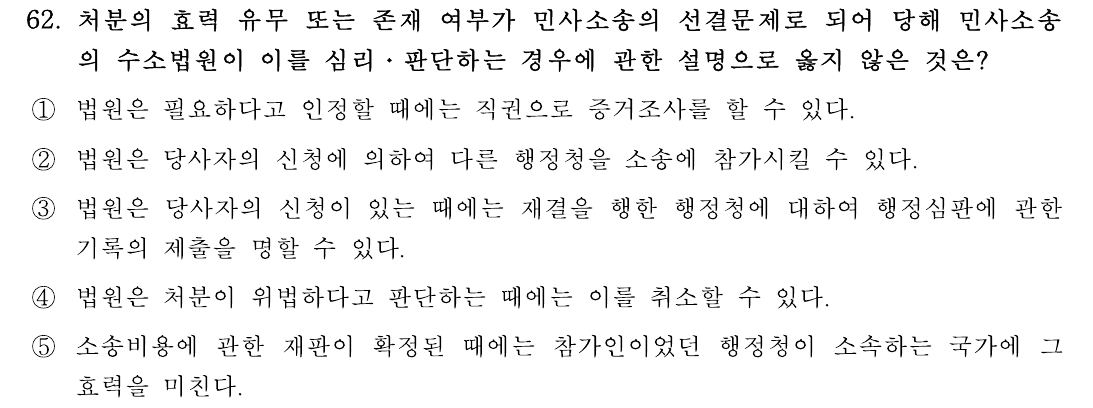 62. 처분의 효력 유무 또는 존재 여부가 민사소송의 선결문제로 되어 당해 민사소송
의 수소법원이 이를 심리·판단하는 경우에 관한 설명으로 옳지 않은 것은?
① 법원은 필요하다고 인정할 때에는 직권으로 증거조사를 할 수 있다.
② 법원은 당사자의 신청에 의하여 다른 행정청을 소송에 참가시킬 수 있다.
③ 법원은 당사자의 신청이 있는 때에는 재결을 행한 행정청에 대하여 행정심판에 관한
기록의 제출을 명할 수 있다.
④ 법원은 처분이 위법하다고 판단하는 때에는 이를 취소할 수 있다.
⑤ 소송비용에 관한 재판이 확정된 때에는 참가인이었던 행정청이 소속하는 국가에 그
효력을 미친다.